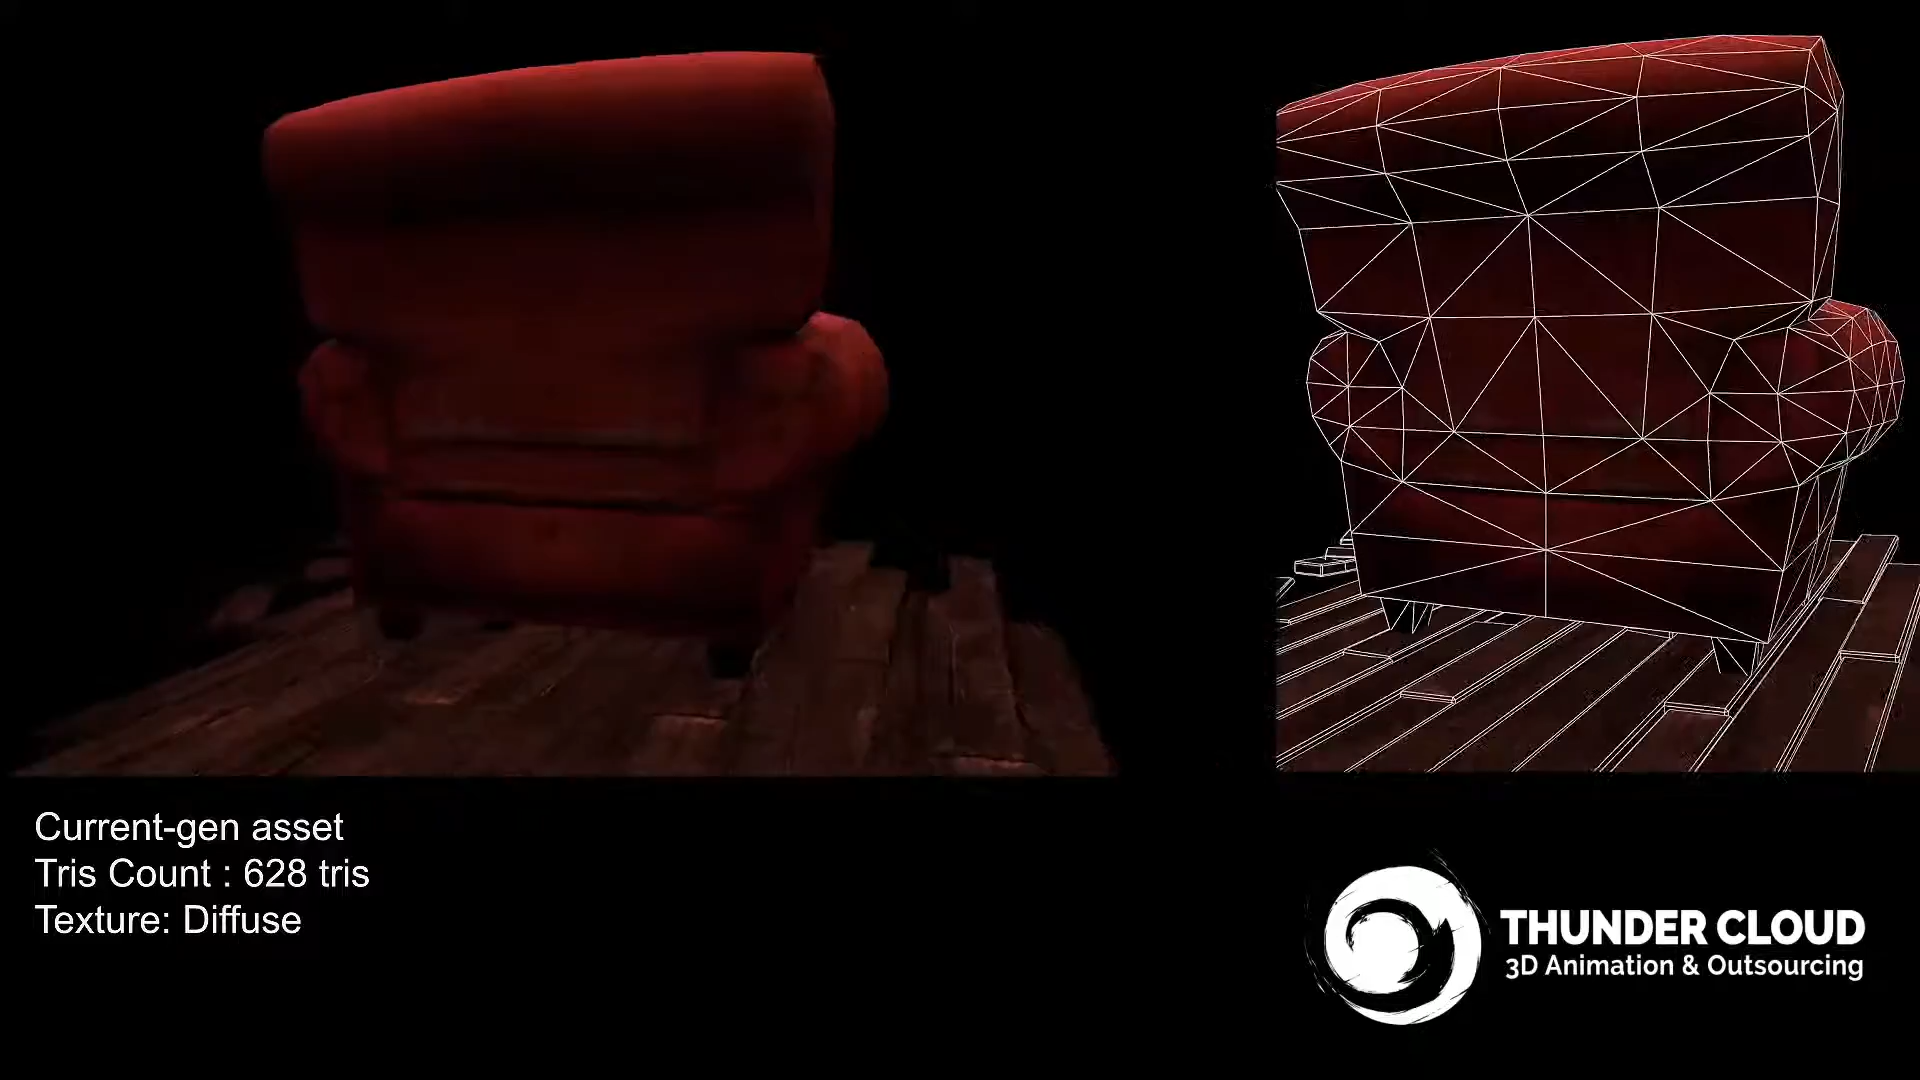 Current-gen asset
Tris Count : 628 tris
Texture: Diffuse
THUNDER CLOUD
3D Animation & Outsourcing